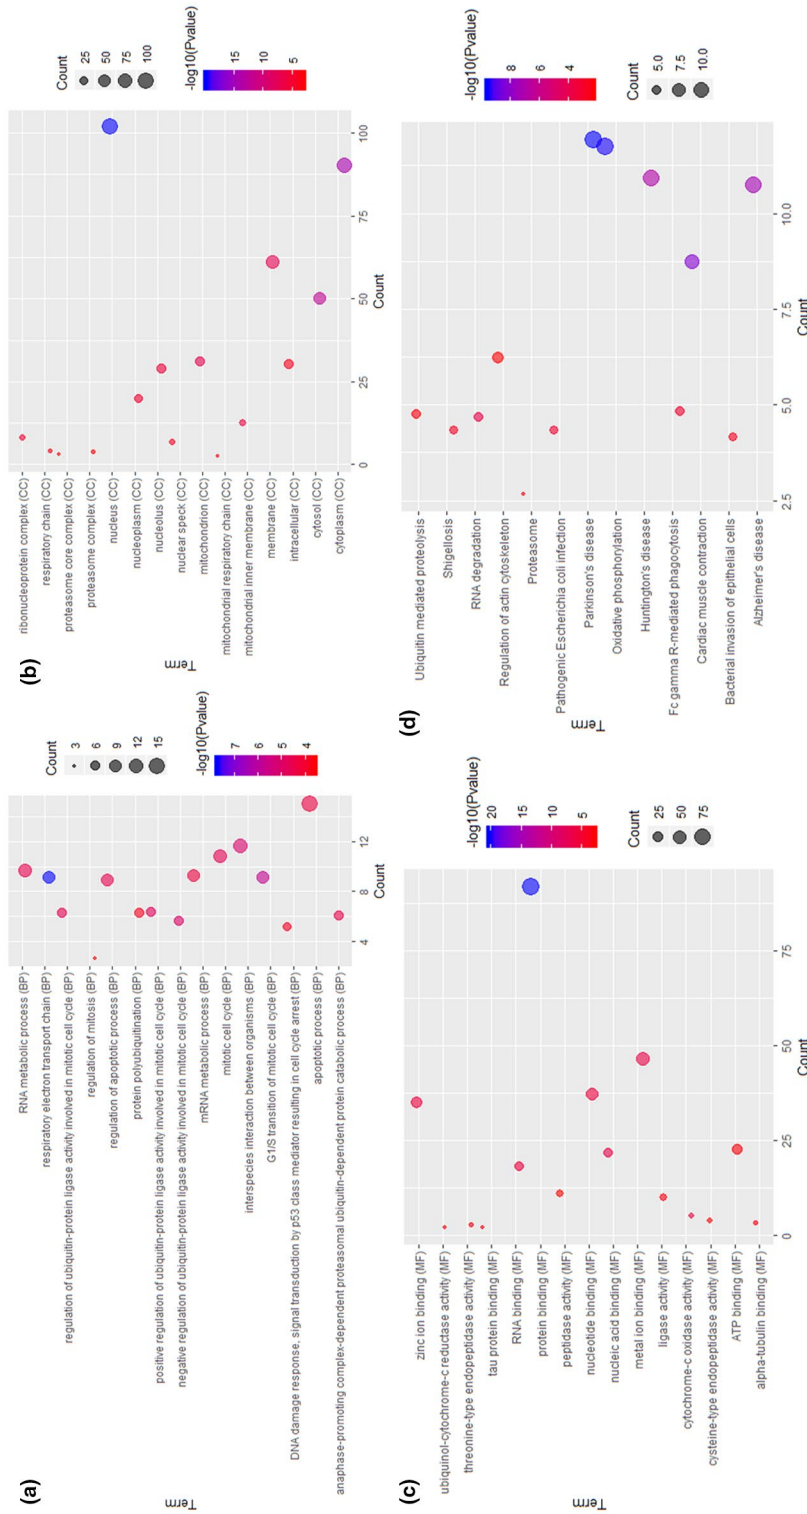 (a)
Term
RNA metabolic process (BP)
respiratory electron transport chain (BP)
regulation of ubiquitin-protein ligase activity involved in mitotic cell cycle (BP)
regulation of mitosis (BP)
regulation of apoptotic process (BP)
protein polyubiquitination (BP)
positive regulation of ubiquitin-protein ligase activity involved in mitotic cell cycle (BP)
negative regulation of ubiquitin-protein ligase activity involved in mitotic cell cycle (BP)
mRNA metabolic process (BP)
mitotic cell cycle (BP)
interspecies interaction between organisms (BP)
G1/S transition of mitotic cell cycle (BP)
DNA damage response, signal transduction by p53 class mediator resulting in cell cycle arrest (BP)
apoptotic process (BP)
anaphase-promoting complex-dependent proteasomal ubiquitin-dependent protein catabolic process (BP)
4 8 12
Count
Count
3
6
9
12
15
-log10(Pvalue)
7
6
5
4
(b)
Term
ribonucleoprotein complex (CC)
respiratory chain (CC)
proteasome core complex (CC)
proteasome complex (CC)
nucleus (CC)
nucleoplasm (CC)
nucleolus (CC)
nuclear speck (CC)
mitochondrion (CC)
mitochondrial respiratory chain (CC)
mitochondrial inner membrane (CC)
membrane (CC)
intracellular (CC)
cytosol (CC)
cytoplasm (CC)
0 25 50 75 100
Count
Count
25
50
75
100
-log10(Pvalue)
15
10
5
(c)
Term
zinc ion binding (MF)
ubiquinol-cytochrome-c reductase activity (MF)
threonine-type endopeptidase activity (MF)
tau protein binding (MF)
RNA binding (MF)
protein binding (MF)
peptidase activity (MF)
nucleotide binding (MF)
nucleic acid binding (MF)
metal ion binding (MF)
ligase activity (MF)
cytochrome-c oxidase activity (MF)
cysteine-type endopeptidase activity (MF)
ATP binding (MF)
alpha-tubulin binding (MF)
0 25 50 75
Count
-log10(Pvalue)
20
15
10
5
Count
25
50
75
(d)
Term
Ubiquitin mediated proteolysis
Shigellosis
RNA degradation
Regulation of actin cytoskeleton
Proteasome
Pathogenic Escherichia coli infection
Parkinson's disease
Oxidative phosphorylation
Huntington's disease
Fc gamma R-mediated phagocytosis
Cardiac muscle contraction
Bacterial invasion of epithelial cells
Alzheimer's disease
2.5 5.0 7.5 10.0
Count
-log10(Pvalue)
8
6
4
Count
5.0
7.5
10.0